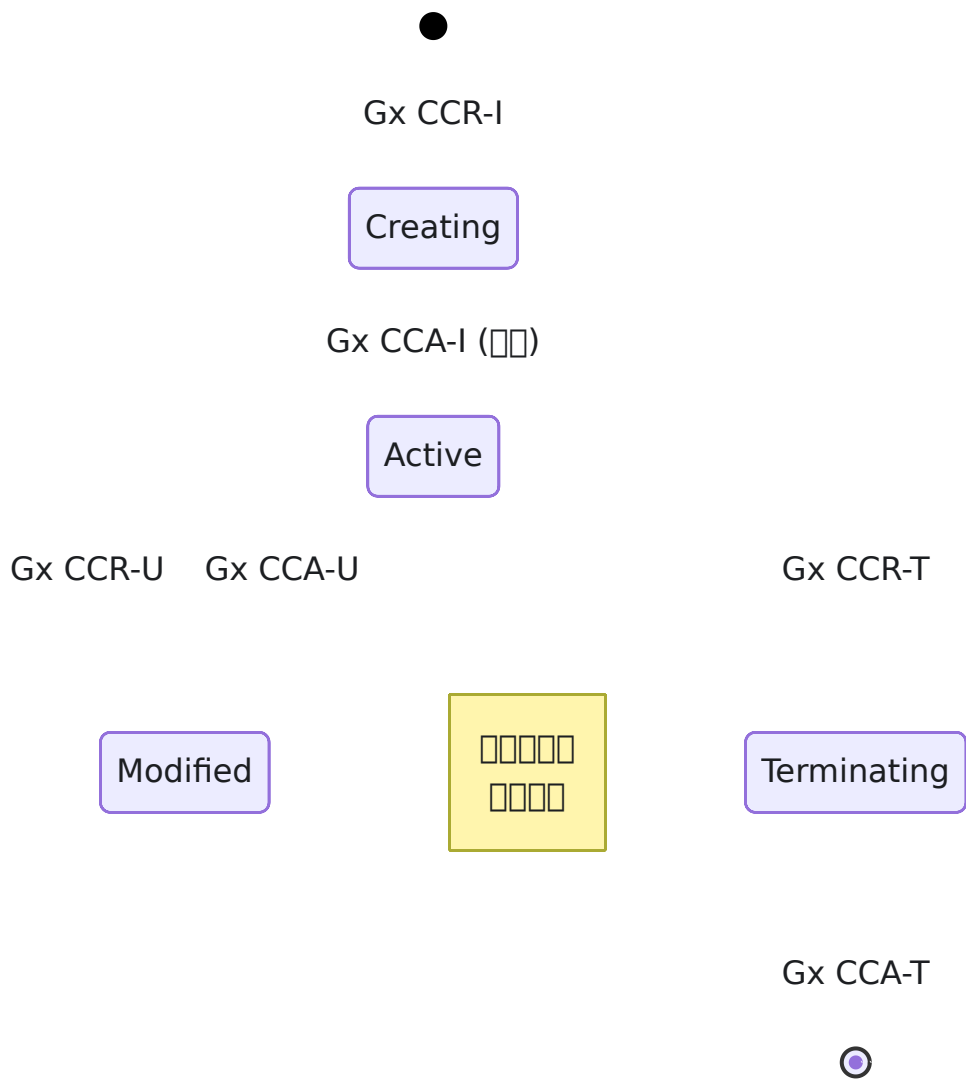 Gx CCR-I
Creating
Gx CCA-I ()
Active
Gx CCR-U
Gx CCA-U
Gx CCR-T
Modified
Terminating
Gx CCA-T